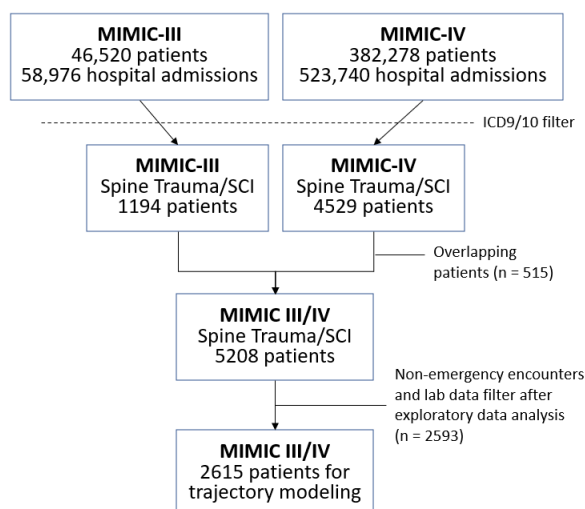 MIMIC-III
46,520 patients
58,976 hospital admissions
MIMIC-IV
382,278 patients
523,740 hospital admissions
ICD9/10 filter
MIMIC-III
Spine Trauma/SCI
1194 patients
MIMIC-IV
Spine Trauma/SCI
4529 patients
Overlapping
patients (n = 515)
MIMIC III/IV
Spine Trauma/SCI
5208 patients
Non-emergency encounters
and lab data filter after
exploratory data analysis
(n = 2593)
MIMIC III/IV
2615 patients for
trajectory modeling